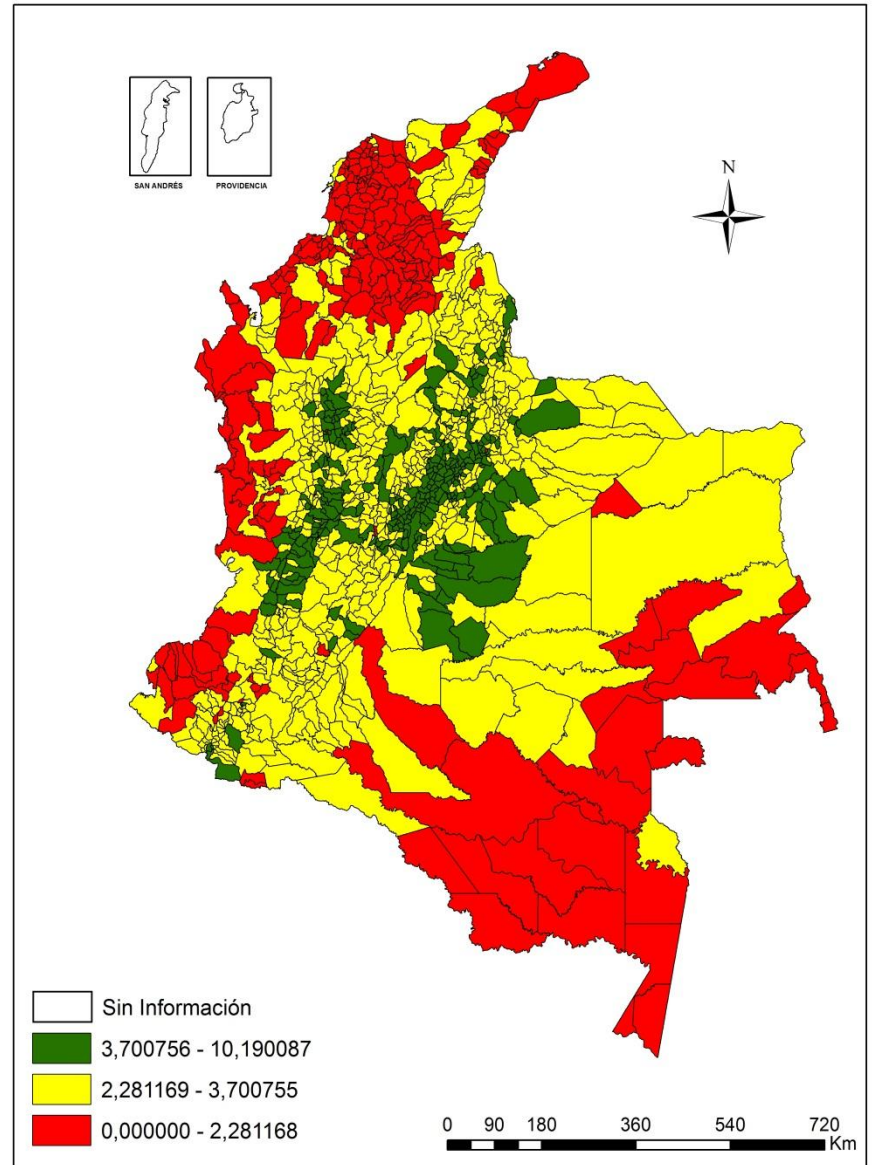 SAN ANDRÉS
PROVIDENCIA
N
Sin Información
3,700756 - 10,190087
2,281169 - 3,700755
0,000000 - 2,281168
0 90 180 360 540 720
Km